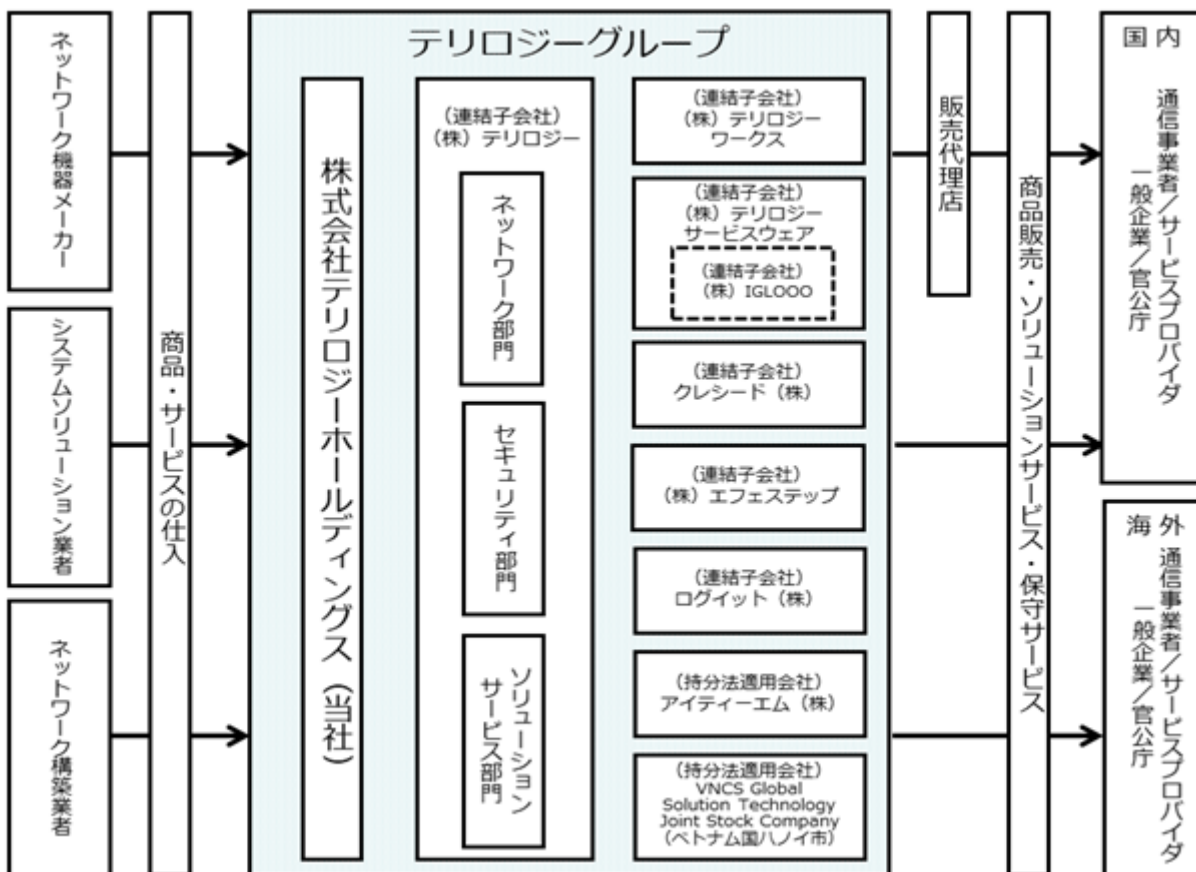 テリロジーグループ
ネットワーク機器メーカー
システムソリューション業者
ネットワーク構築業者
商品・サービスの仕入
株式会社テリロジーホールディングス（当社）
（連結子会社）
（株）テリロジー
ネットワーク部門
セキュリティ部門
ソリューション
サービス部門
（連結子会社）
（株）テリロジー
ワークス
（連結子会社）
（株）テリロジー
サービスウェア
（連結子会社）
（株）IGLOOO
（連結子会社）
クレシード（株）
（連結子会社）
（株）エフェステップ
（連結子会社）
ログイット（株）
（持分法適用会社）
アイティーエム（株）
（持分法適用会社）
VNCS Global
Solution Technology
Joint Stock Company
（ベトナム国ハノイ市）
販売代理店
商品販売・ソリューションサービス・保守サービス
国内
通信事業者／サービスプロバイダ
一般企業／官公庁
海外
通信事業者／サービスプロバイダ
一般企業／官公庁